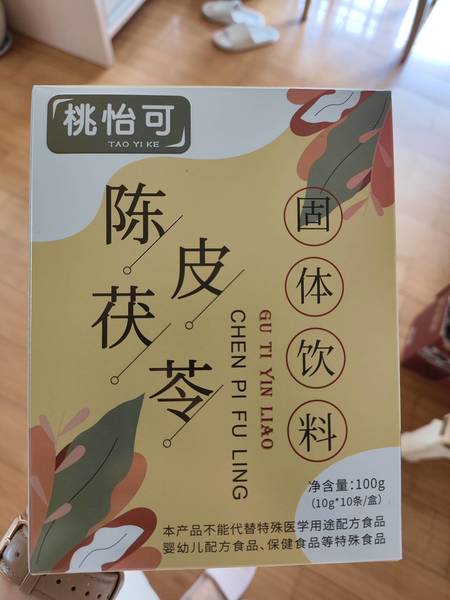 桃怡可
TAO YI KE
陈皮茯苓
CHEN PI FU LING
固体饮料
GU TI YIN LIAO
净含量:100g
(10g*10条/盒)
本产品不能代替特殊医学用途配方食品
婴幼儿配方食品、保健食品等特殊食品